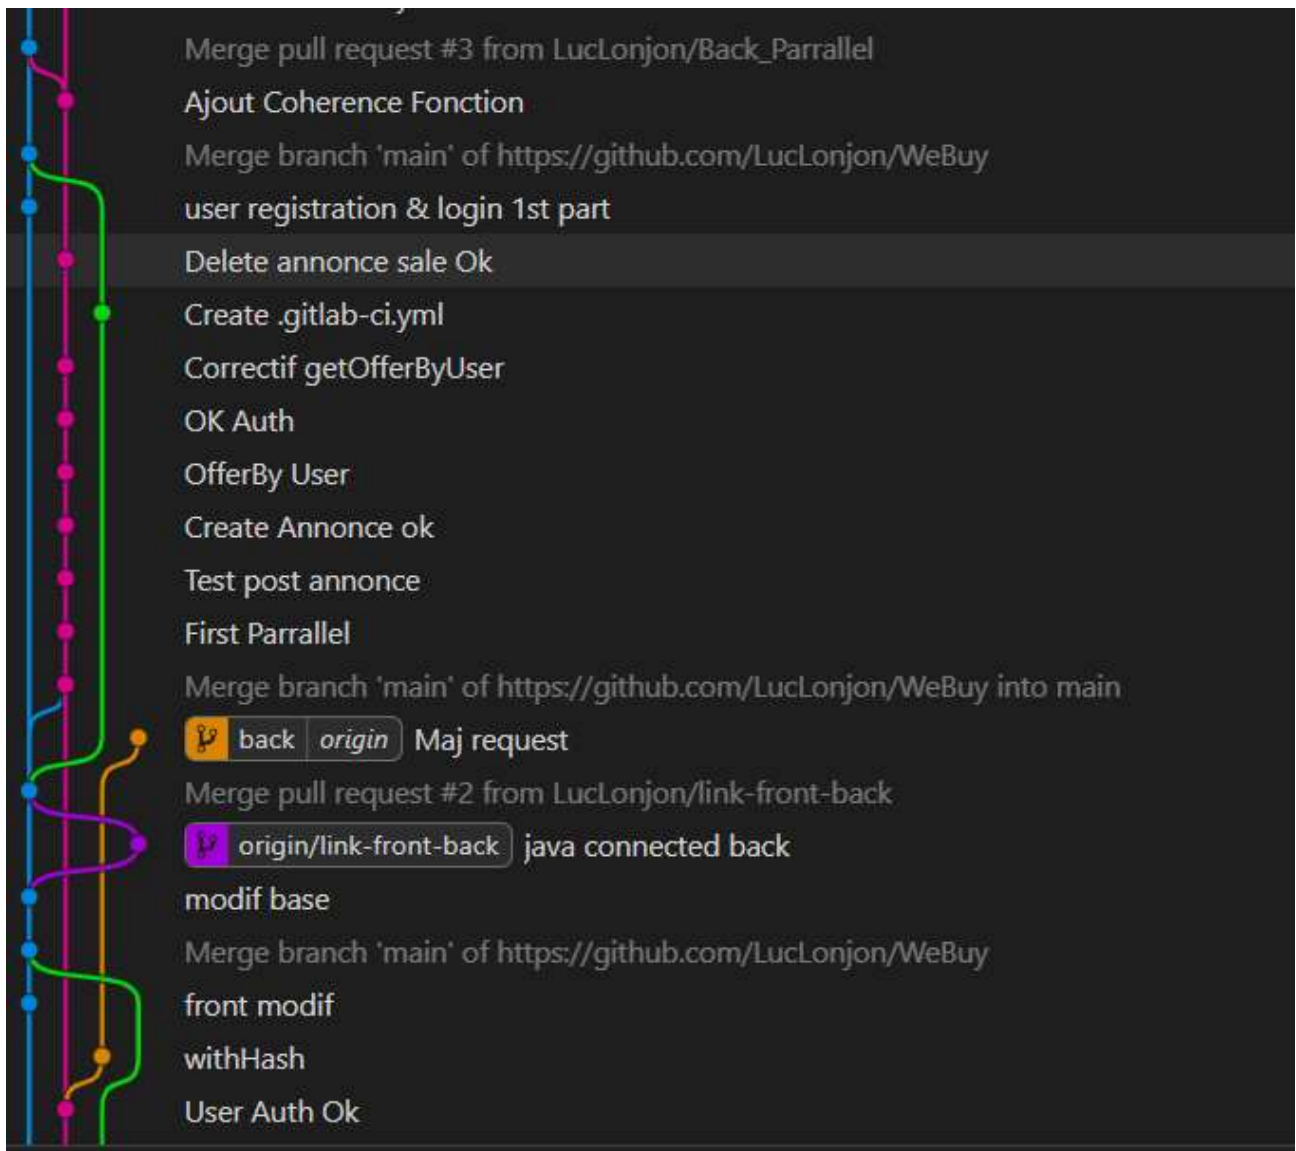 Merge pull request #3 from LucLonjon/Back_Parrallel
Ajout Coherence Fonction
Merge branch 'main' of https://github.com/LucLonjon/WeBuy
user registration & login 1st part
Delete annonce sale Ok
Create .gitlab-ci.yml
Correctif getOfferByUser
OK Auth
OfferBy User
Create Annonce ok
Test post annonce
First Parrallel
Merge branch 'main' of https://github.com/LucLonjon/WeBuy into main
back origin Maj request
Merge pull request #2 from LucLonjon/link-front-back
origin/link-front-back java connected back
modif base
Merge branch 'main' of https://github.com/LucLonjon/WeBuy
front modif
withHash
User Auth Ok